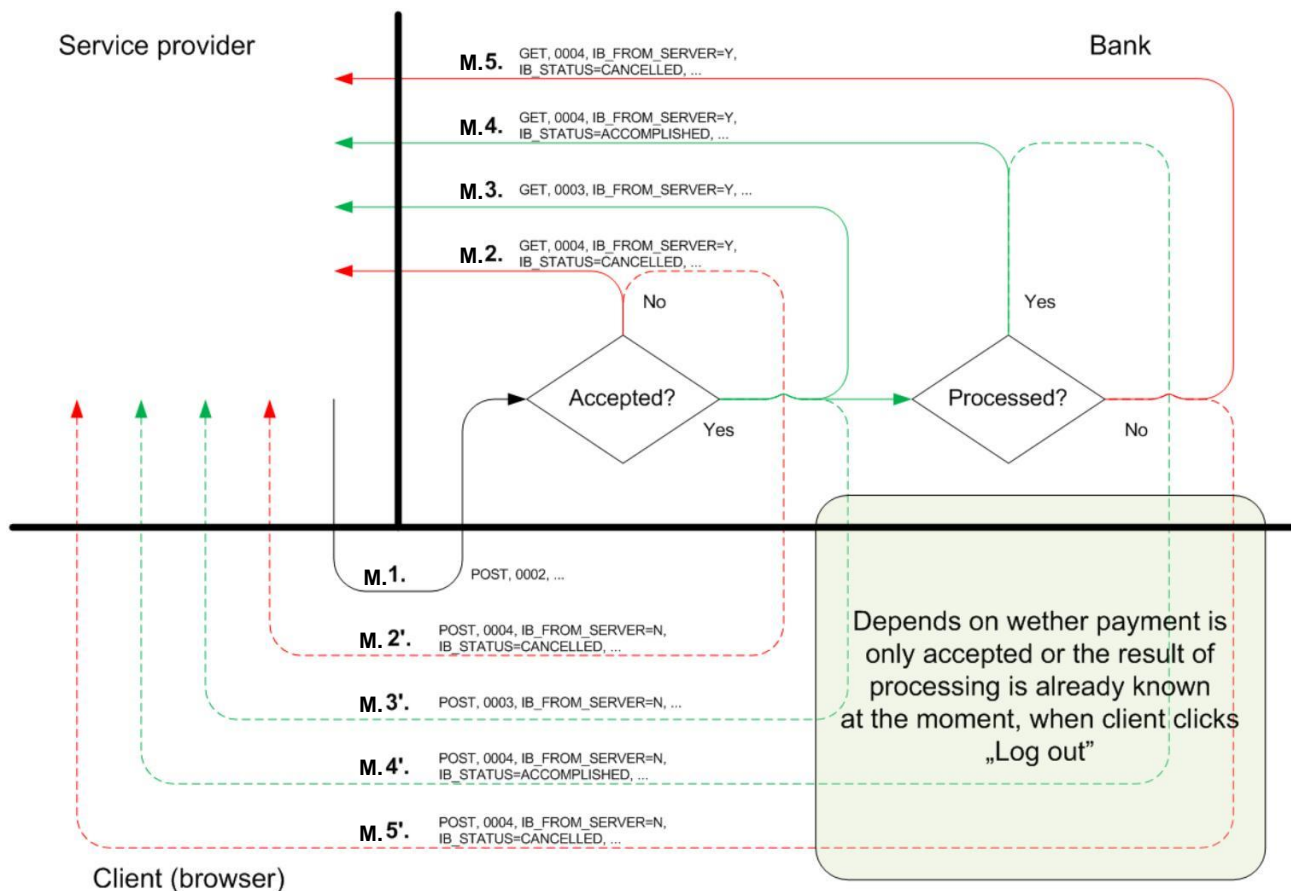 Service provider
Bank
M.5.
GET, 0004, IB_FROM_SERVER=Y,
IB_STATUS=CANCELLED, ...
M.4.
GET, 0004, IB_FROM_SERVER=Y,
IB_STATUS=ACCOMPLISHED, ...
M.3.
GET, 0003, IB_FROM_SERVER=Y, ...
M.2.
GET, 0004, IB_FROM_SERVER=Y,
IB_STATUS=CANCELLED, ...
No
Yes
Accepted?
Processed?
Yes
No
M.1.
POST, 0002, ...
M.2'.
POST, 0004, IB_FROM_SERVER=N,
IB_STATUS=CANCELLED, ...
M.3'.
POST, 0003, IB_FROM_SERVER=N, ...
M.4'.
POST, 0004, IB_FROM_SERVER=N,
IB_STATUS=ACCOMPLISHED, ...
M.5'.
POST, 0004, IB_FROM_SERVER=N,
IB_STATUS=CANCELLED, ...
Depends on wether payment is
only accepted or the result of
processing is already known
at the moment, when client clicks
„Log out”
Client (browser)